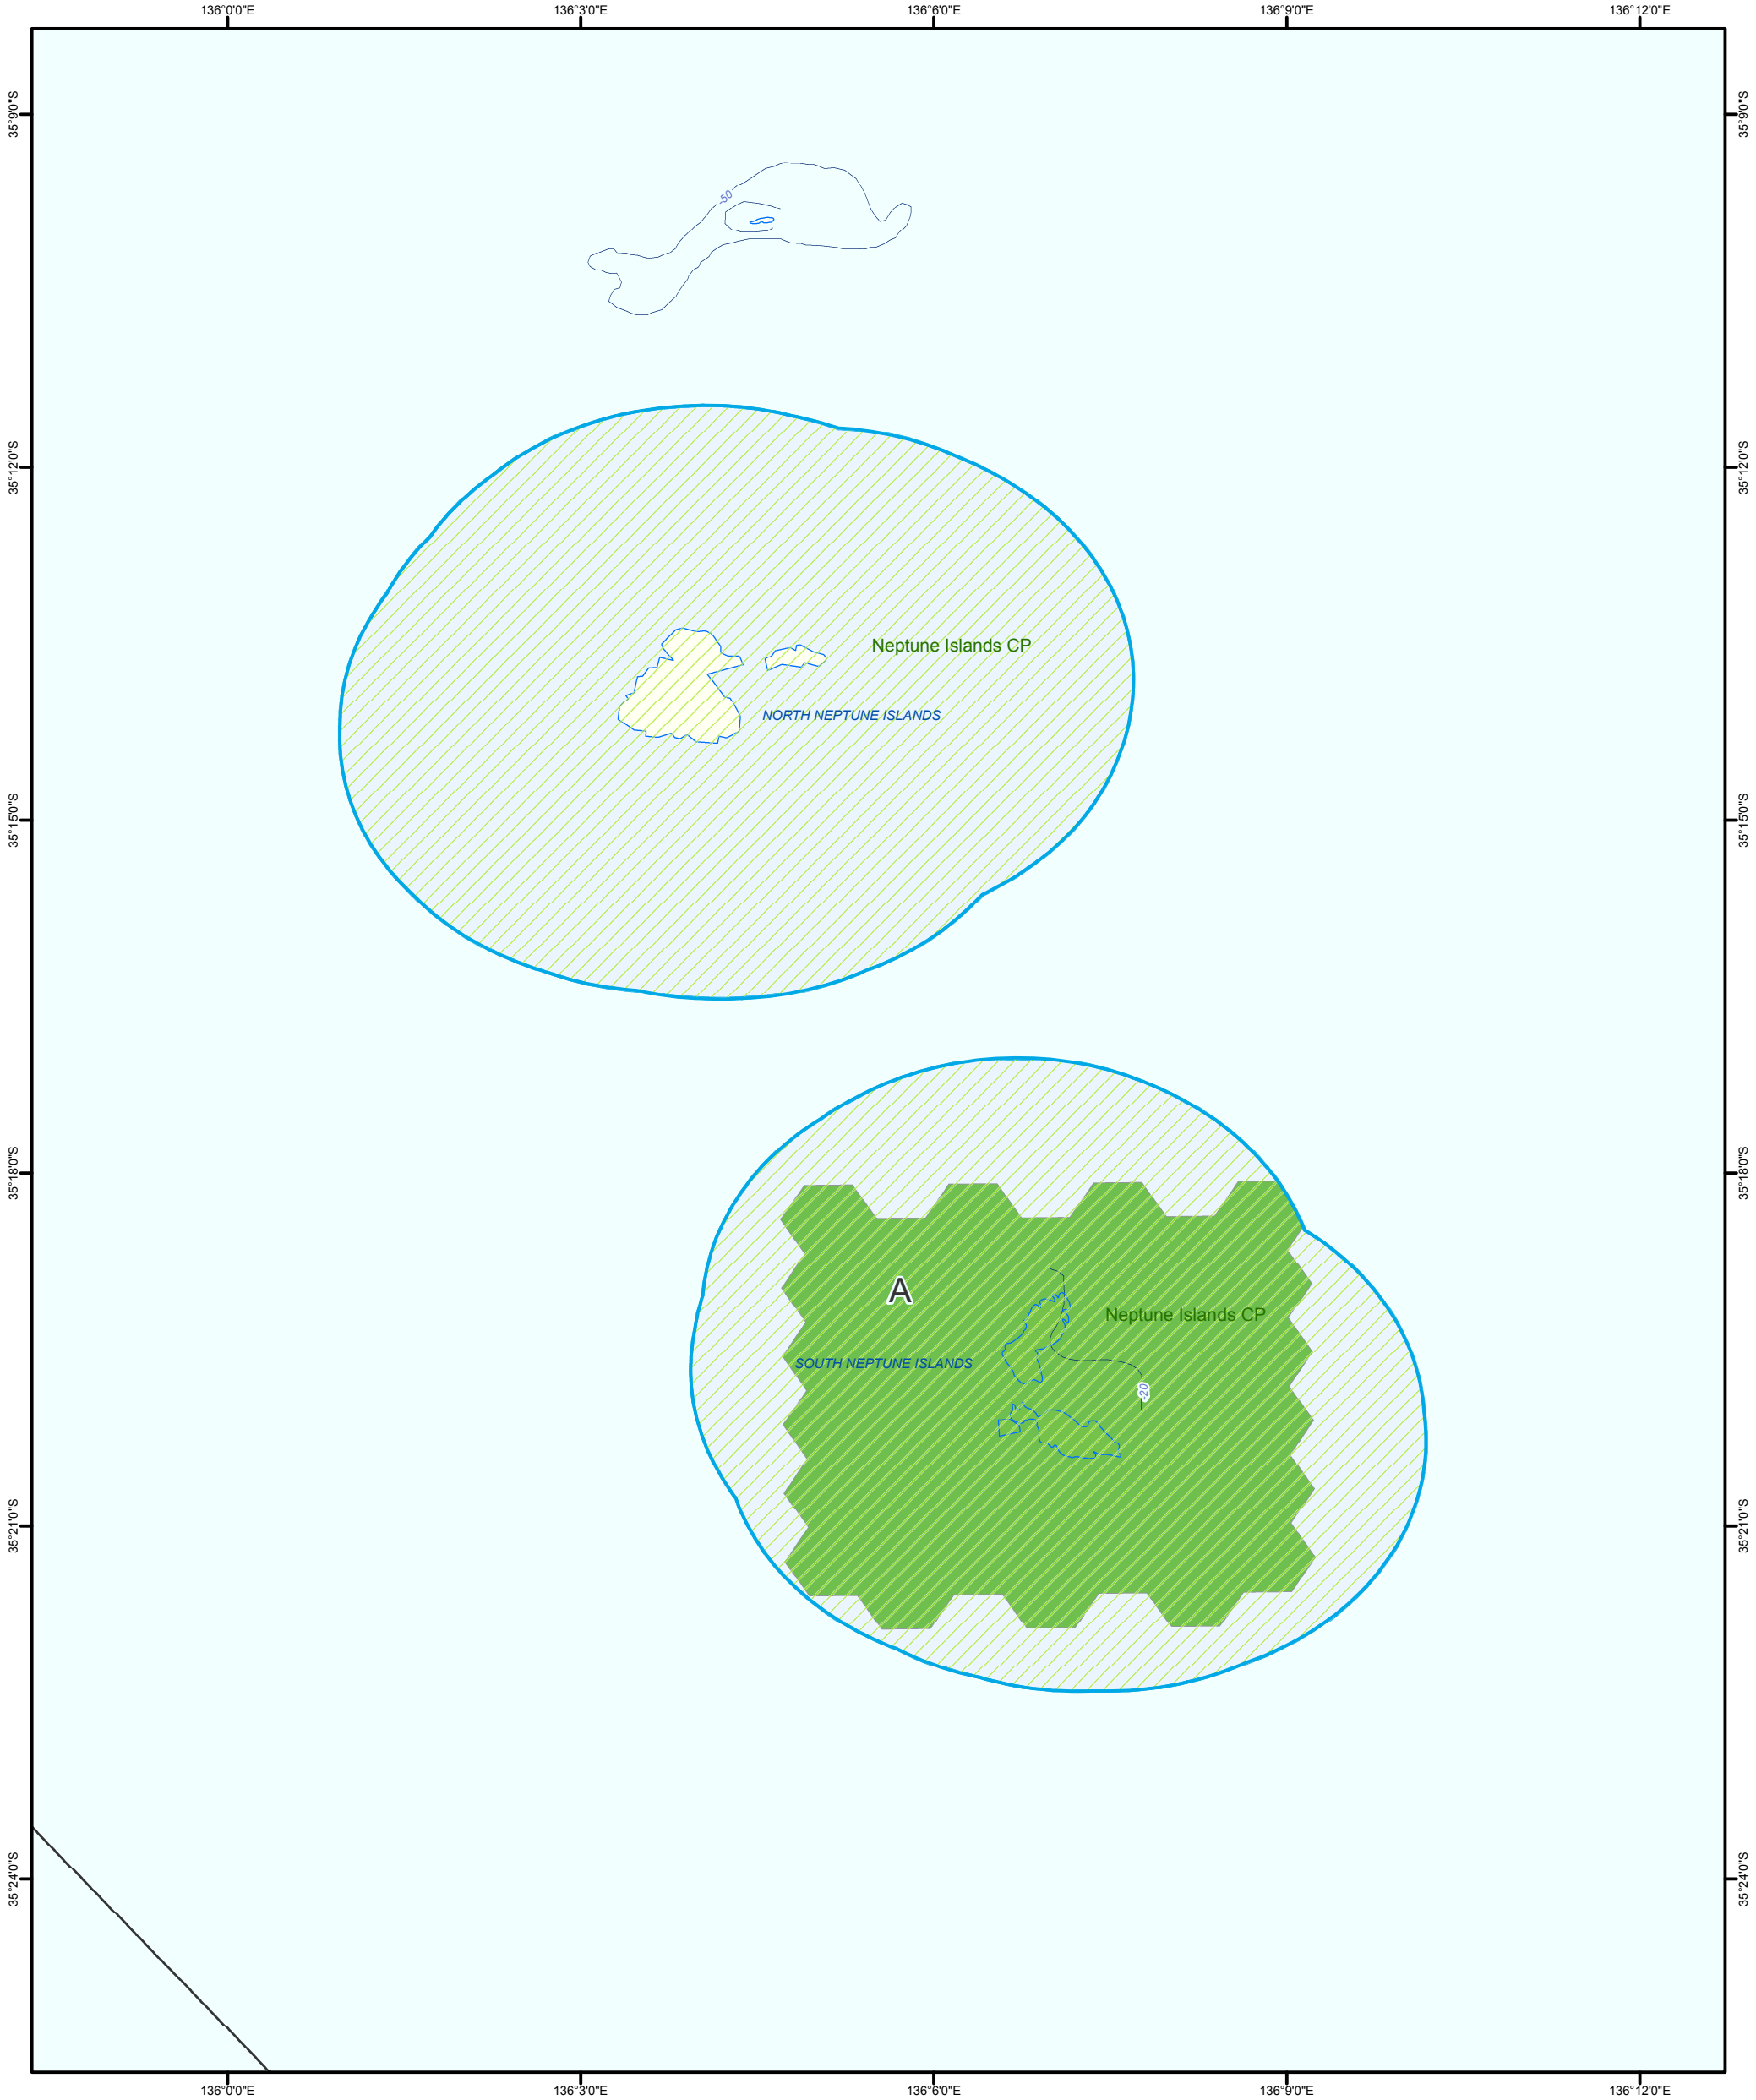 136°0'0"E
136°3'0"E
136°6'0"E
136°9'0"E
136°12'0"E
35°9'0"S
35°9'0"S
-50
35°12'0"S
35°12'0"S
Neptune Islands CP
NORTH NEPTUNE ISLANDS
35°15'0"S
35°15'0"S
35°18'0"S
35°18'0"S
A
Neptune Islands CP
SOUTH NEPTUNE ISLANDS
-20
35°21'0"S
35°21'0"S
35°24'0"S
35°24'0"S
136°0'0"E
136°3'0"E
136°6'0"E
136°9'0"E
136°12'0"E